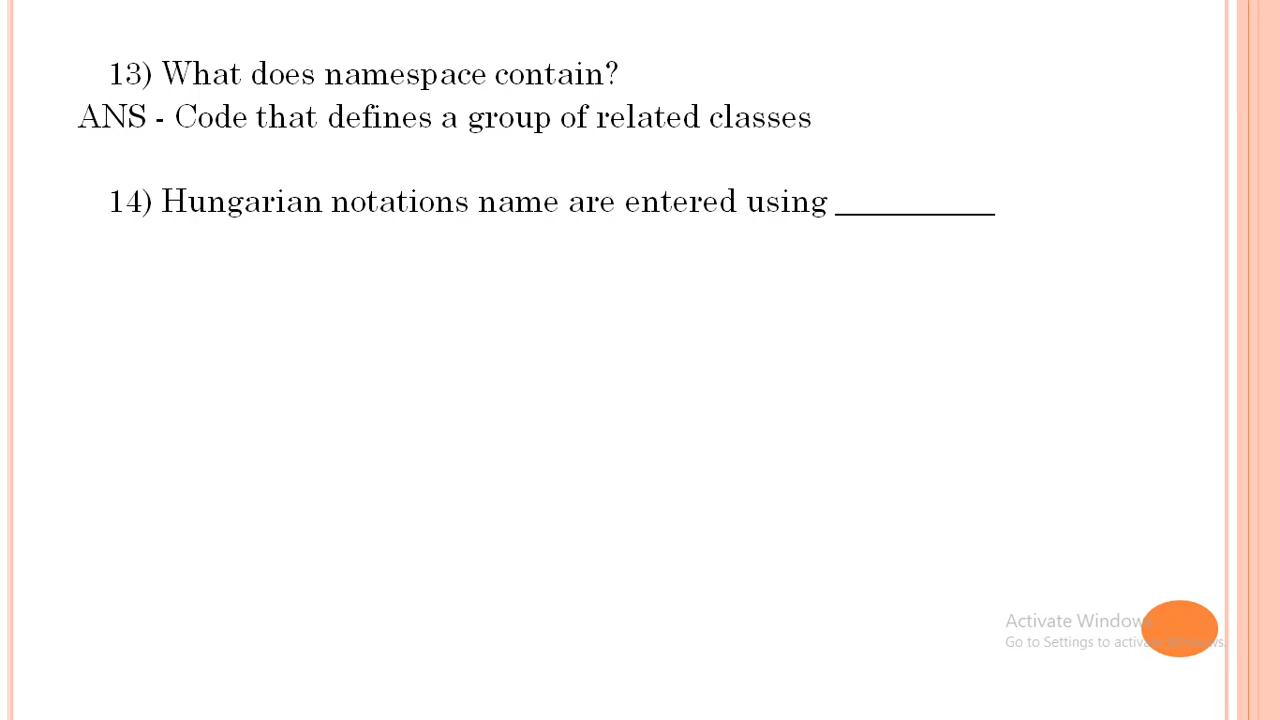 13) What does namespace contain?
ANS - Code that defines a group of related classes
14) Hungarian notations name are entered using __________
Activate Windows
Go to Settings to activate Windows.